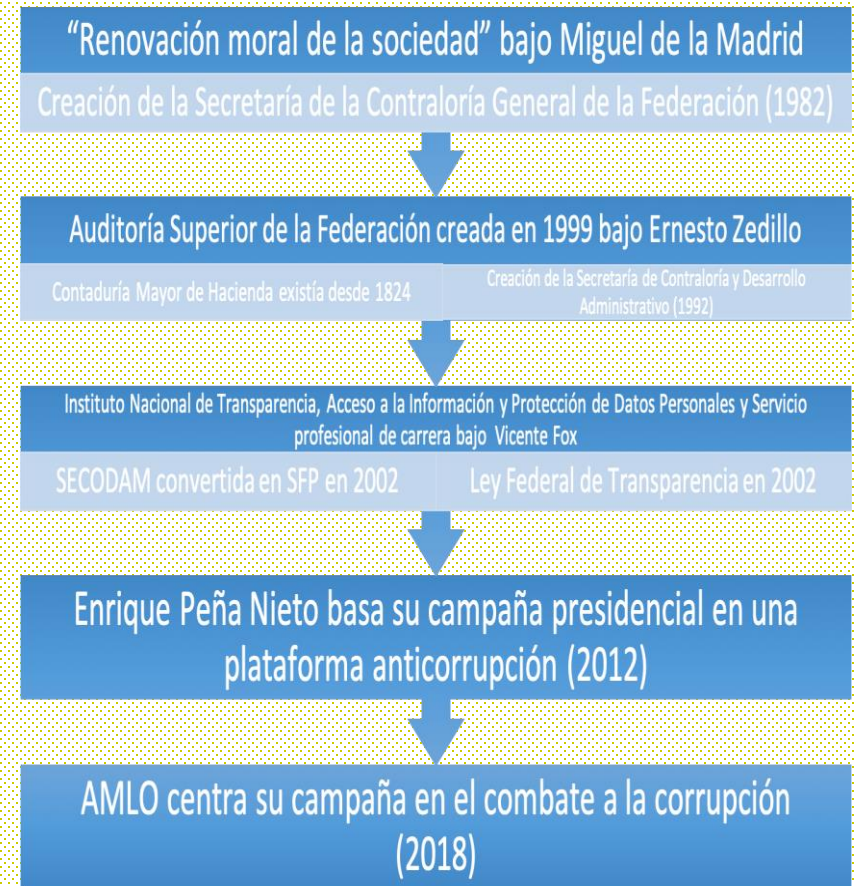 “Renovación moral de la sociedad” bajo Miguel de la Madrid
Creación de la Secretaría de la Contraloría General de la Federación (1982)
Auditoría Superior de la Federación creada en 1999 bajo Ernesto Zedillo
Contaduría Mayor de Hacienda existía desde 1824
Creación de la Secretaría de Contraloría y Desarrollo
Administrativo (1992)
Instituto Nacional de Transparencia, Acceso a la Información y Protección de Datos Personales y Servicio
profesional de carrera bajo Vicente Fox
SECODAM convertida en SFP en 2002
Ley Federal de Transparencia en 2002
Enrique Peña Nieto basa su campaña presidencial en una
plataforma anticorrupción (2012)
AMLO centra su campaña en el combate a la corrupción
(2018)